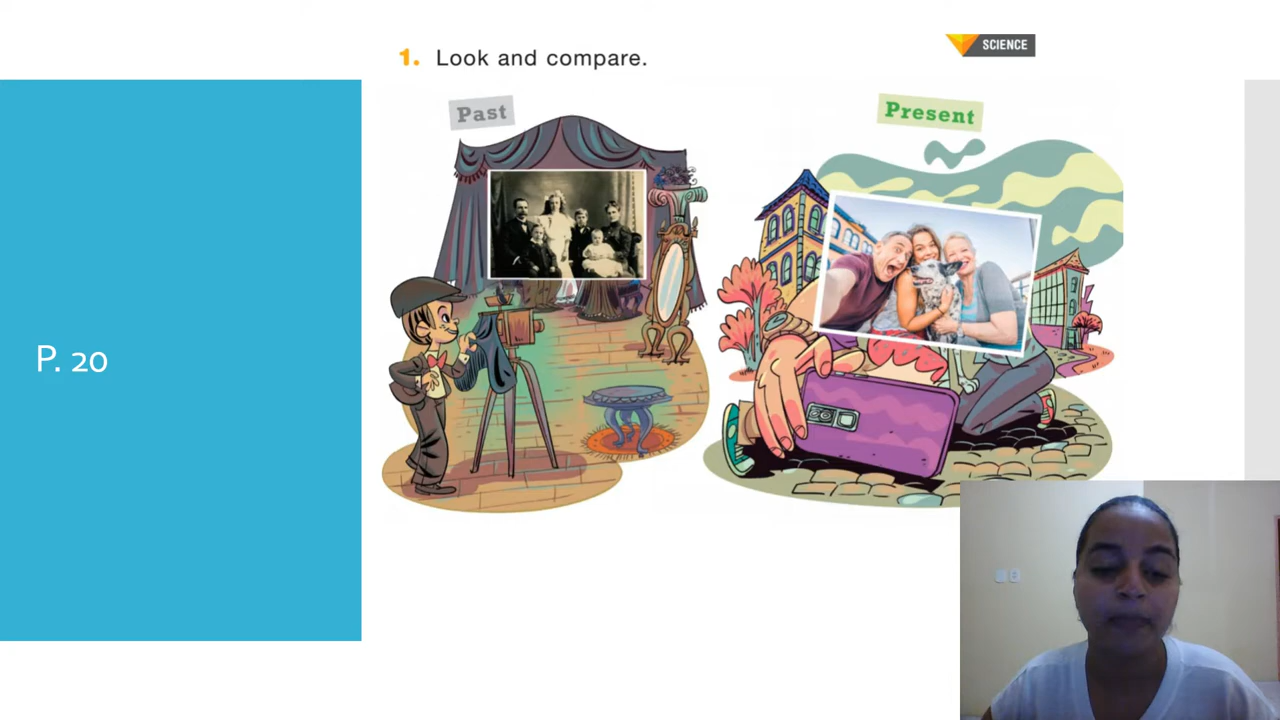 1. Look and compare.
SCIENCE
Past
Present
P. 20